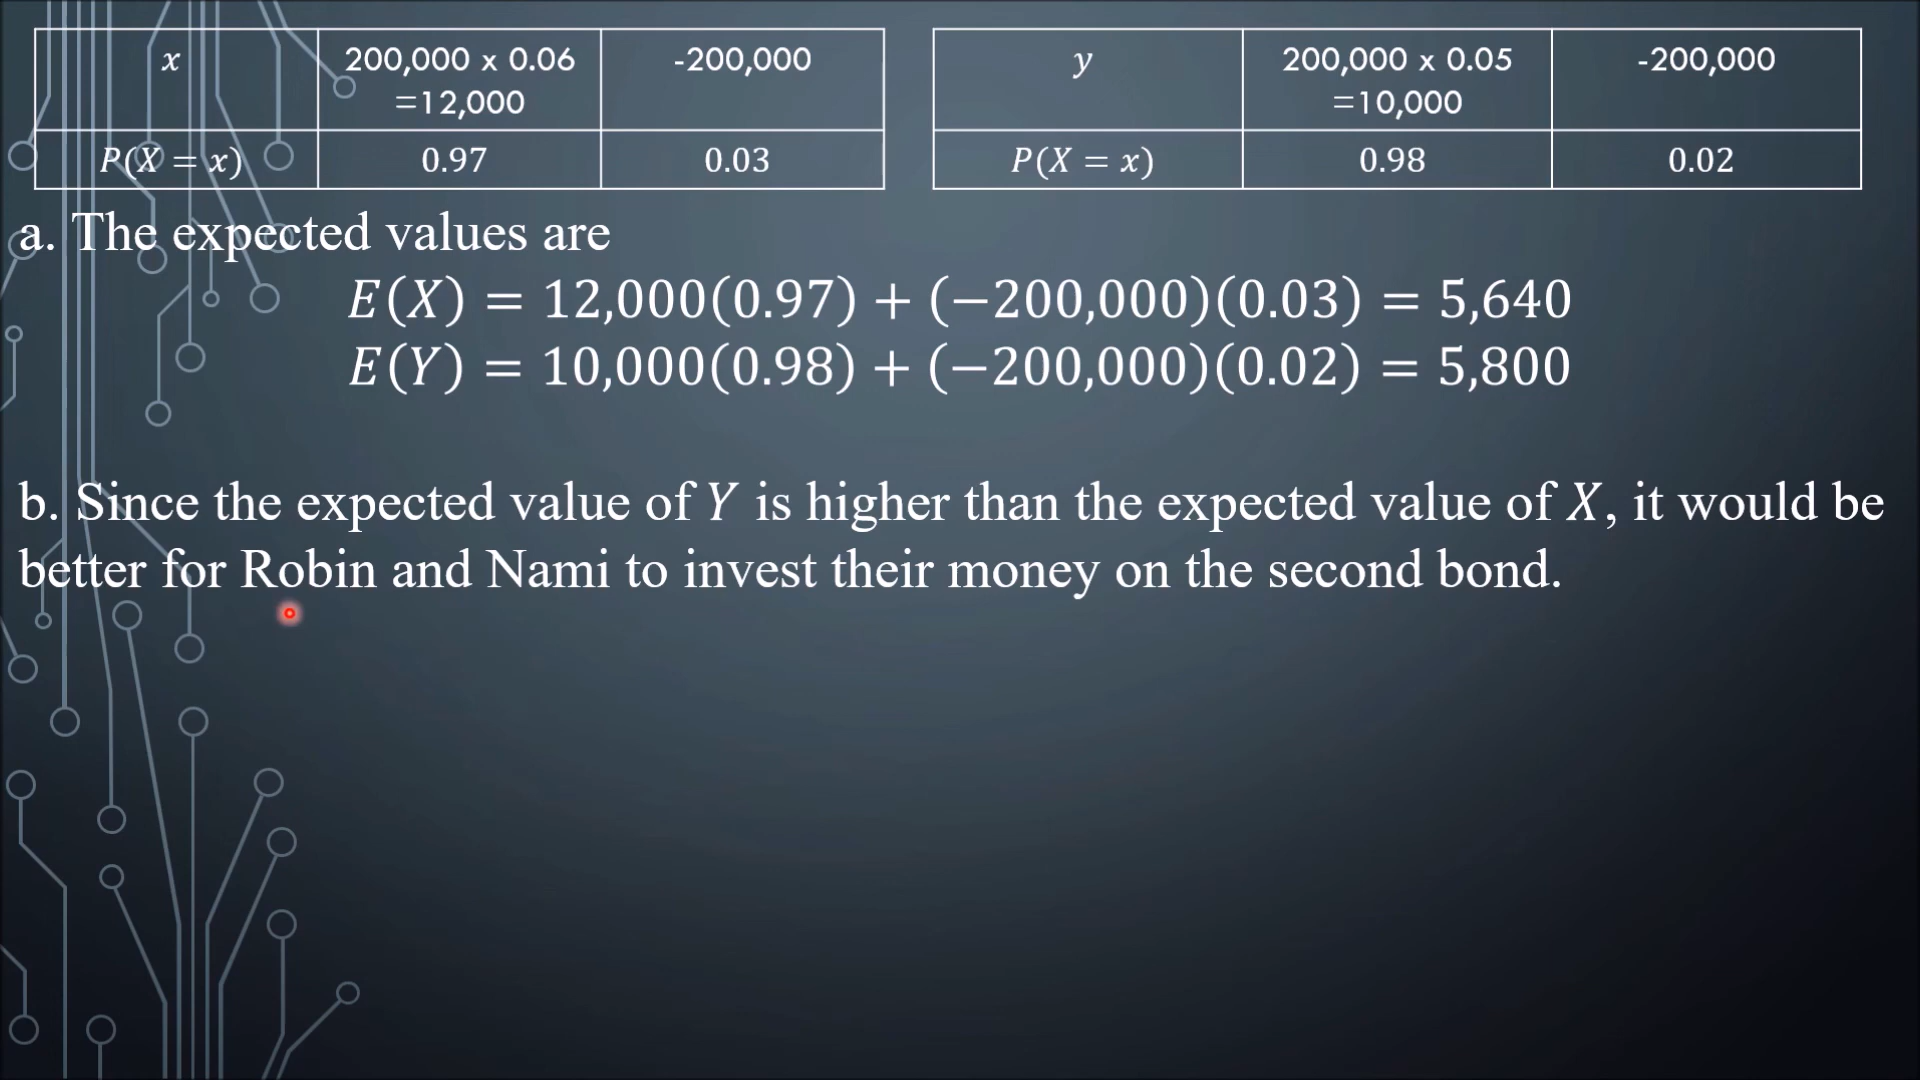 x 200,000 x 0.06 =12,000 -200,000
P(X = x) 0.97 0.03
y 200,000 x 0.05 =10,000 -200,000
P(X = x) 0.98 0.02
a. The expected values are
E(X) = 12,000(0.97) + (−200,000)(0.03) = 5,640
E(Y) = 10,000(0.98) + (−200,000)(0.02) = 5,800
b. Since the expected value of Y is higher than the expected value of X, it would be
better for Robin and Nami to invest their money on the second bond.